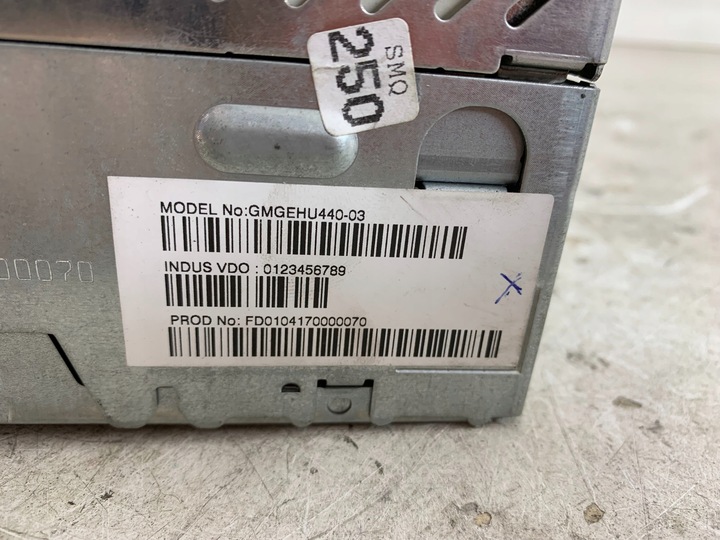 SMQ
250
MODEL No:GMGEHU440-03
INDUS VDO : 0123456789
00070
PROD No: FD0104170000070
X